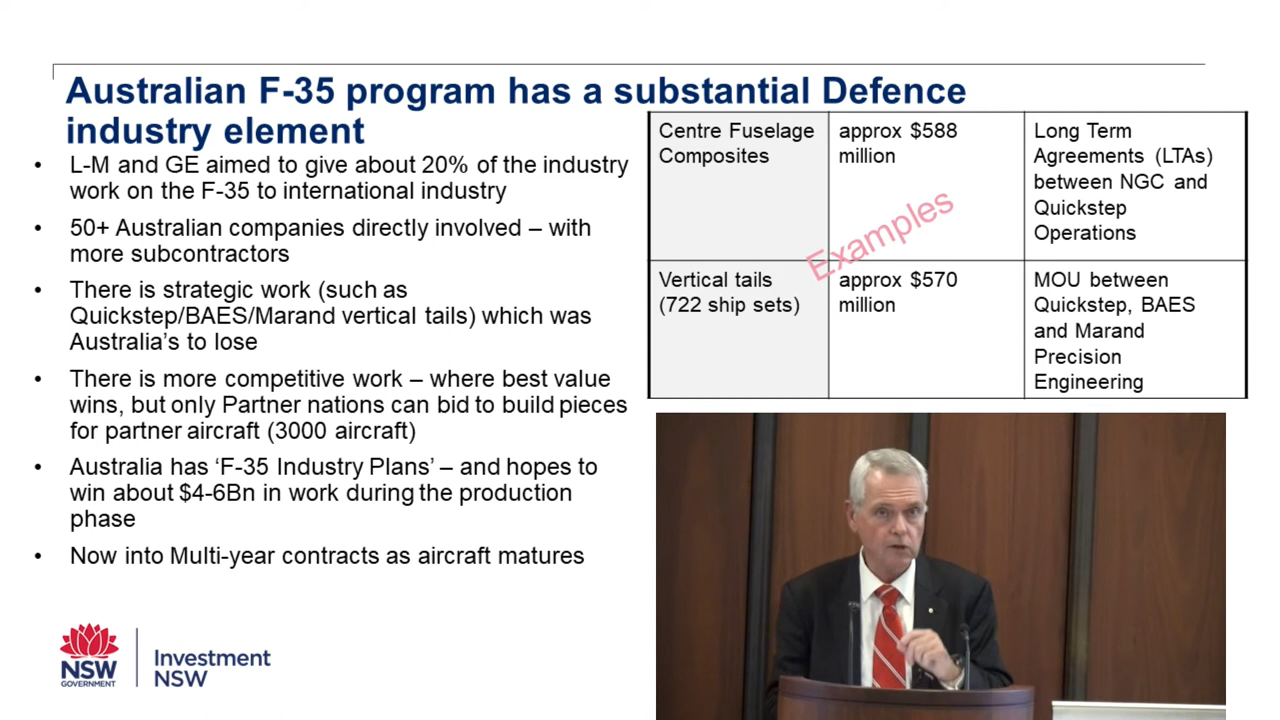 Australian F-35 program has a substantial Defence
industry element
• L-M and GE aimed to give about 20% of the industry
work on the F-35 to international industry
• 50+ Australian companies directly involved – with
more subcontractors
• There is strategic work (such as
Quickstep/BAES/Marand vertical tails) which was
Australia’s to lose
• There is more competitive work – where best value
wins, but only Partner nations can bid to build pieces
for partner aircraft (3000 aircraft)
• Australia has ‘F-35 Industry Plans’ – and hopes to
win about $4-6Bn in work during the production
phase
• Now into Multi-year contracts as aircraft matures
Centre Fuselage
Composites
approx $588
million
Long Term
Agreements (LTAs)
between NGC and
Quickstep
Operations
Examples
Vertical tails
(722 ship sets)
approx $570
million
MOU between
Quickstep, BAES
and Marand
Precision
Engineering
NSW
GOVERNMENT
Investment
NSW